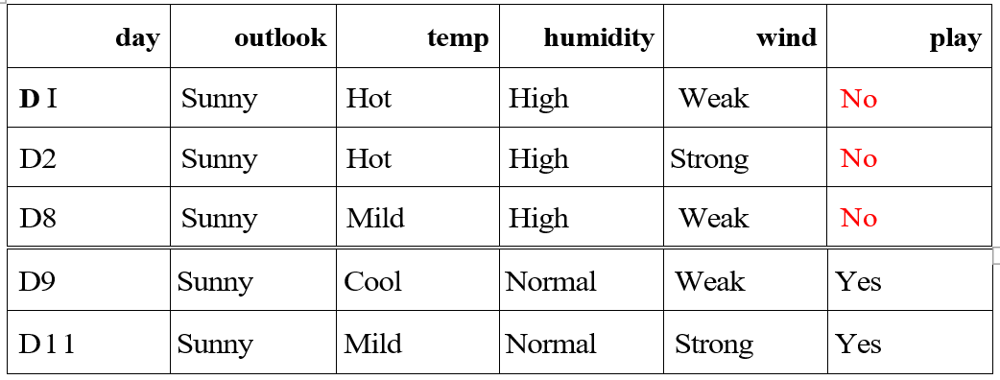 day outlook temp humidity wind play
D I Sunny Hot High Weak No
D2 Sunny Hot High Strong No
D8 Sunny Mild High Weak No
D9 Sunny Cool Normal Weak Yes
D11 Sunny Mild Normal Strong Yes